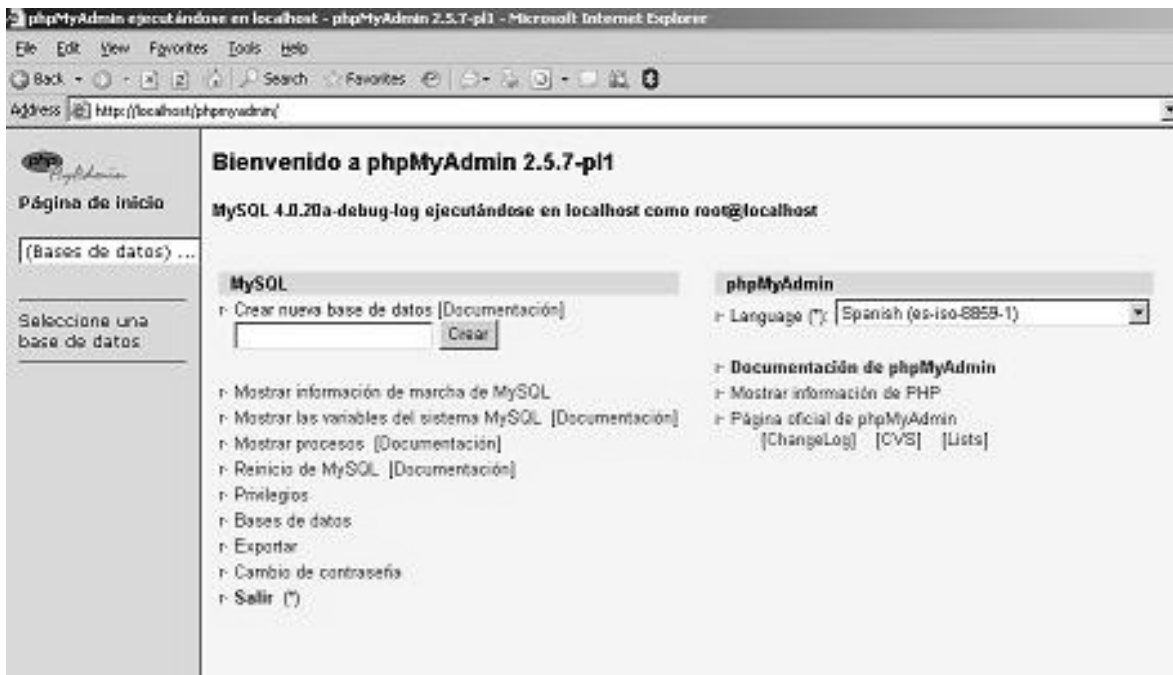 phpMyAdmin ejecutándose en localhost - phpMyAdmin 2.5.7-pl1 - Microsoft Internet Explorer
File Edit View Favorites Tools Help
Back Search Favorites
Address http://localhost/phpmyadmin/
php
MyAdmin
Página de inicio
(Bases de datos) ...
Seleccione una
base de datos
Bienvenido a phpMyAdmin 2.5.7-pl1
MySQL 4.0.20a-debug-log ejecutándose en localhost como root@localhost
MySQL
Crear nueva base de datos [Documentación]
Crear
Mostrar información de marcha de MySQL
Mostrar las variables del sistema MySQL [Documentación]
Mostrar procesos [Documentación]
Reinicio de MySQL [Documentación]
Privilegios
Bases de datos
Exportar
Cambio de contraseña
Salir (*)
phpMyAdmin
Language (*): Spanish (es-iso-8859-1)
Documentación de phpMyAdmin
Mostrar información de PHP
Página oficial de phpMyAdmin
[ChangeLog] [CVS] [Lists]